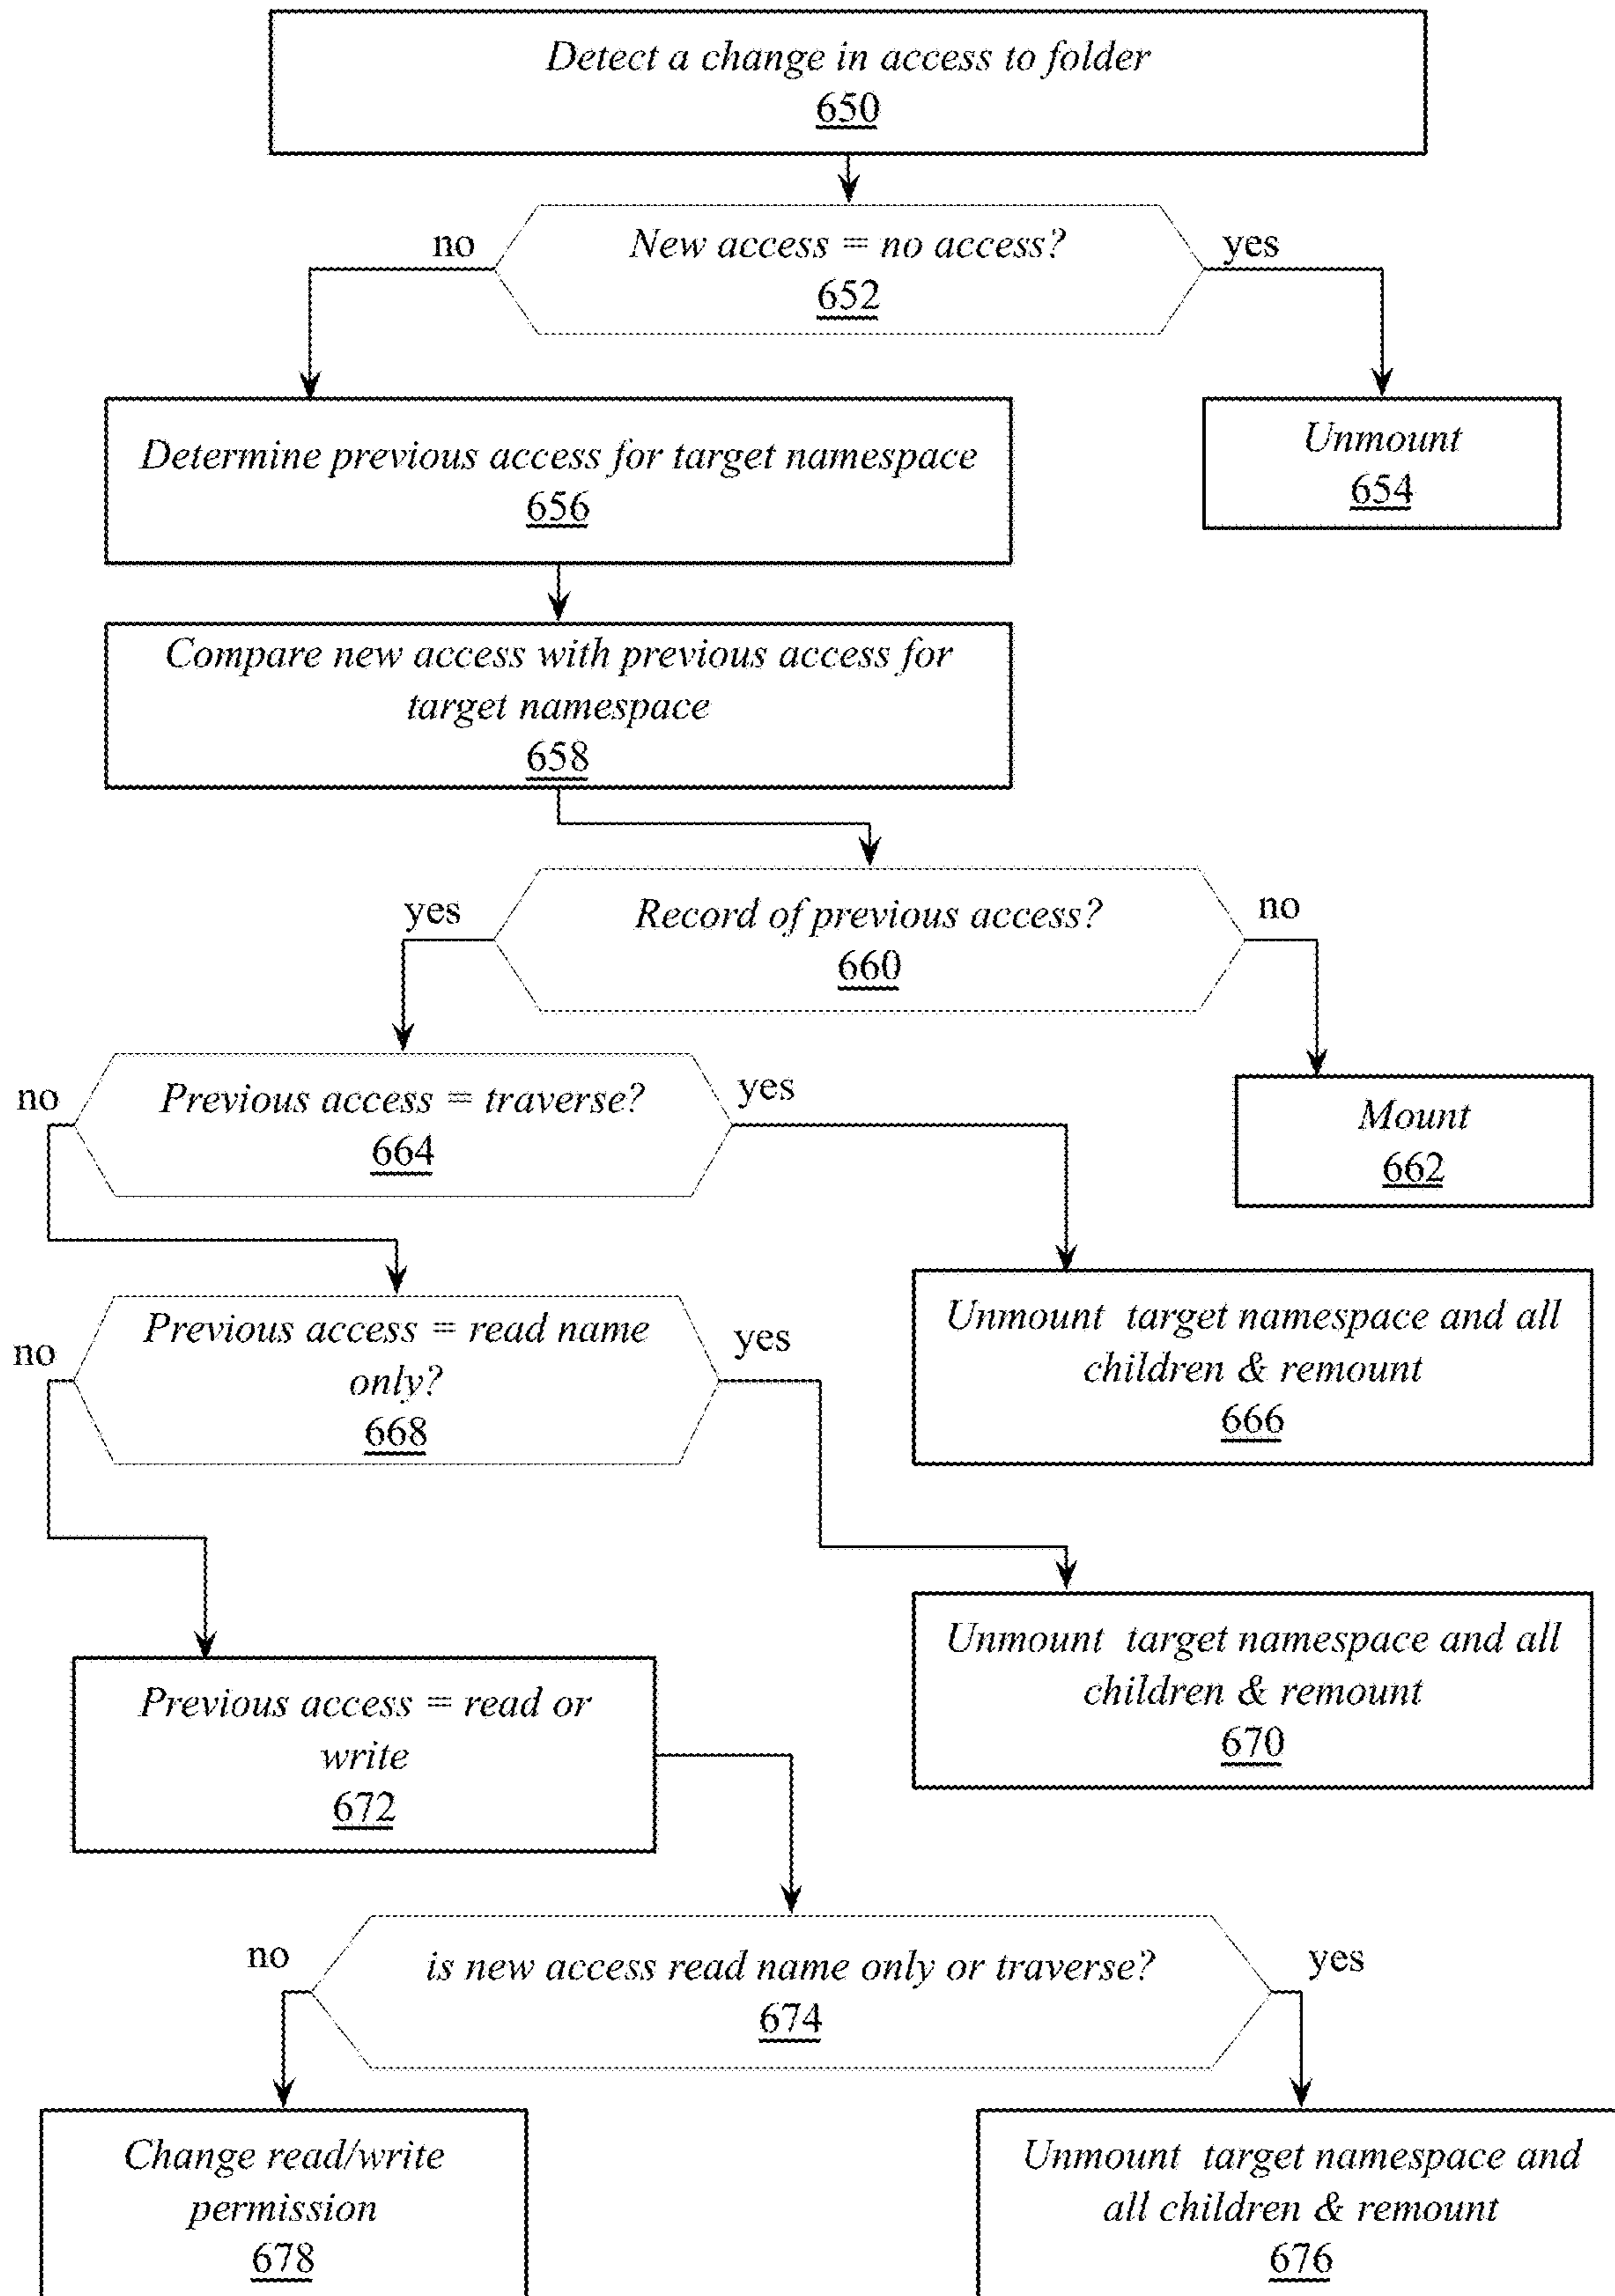 Detect a change in access to folder
650
New access = no access?
652
no
yes
Determine previous access for target namespace
656
Unmount
654
Compare new access with previous access for
target namespace
658
Record of previous access?
660
yes
no
Previous access = traverse?
664
no
yes
Mount
662
Previous access = read name
only?
668
no
yes
Unmount target namespace and all
children & remount
666
Unmount target namespace and all
children & remount
670
Previous access = read or
write
672
is new access read name only or traverse?
674
no
yes
Change read/write
permission
678
Unmount target namespace and
all children & remount
676